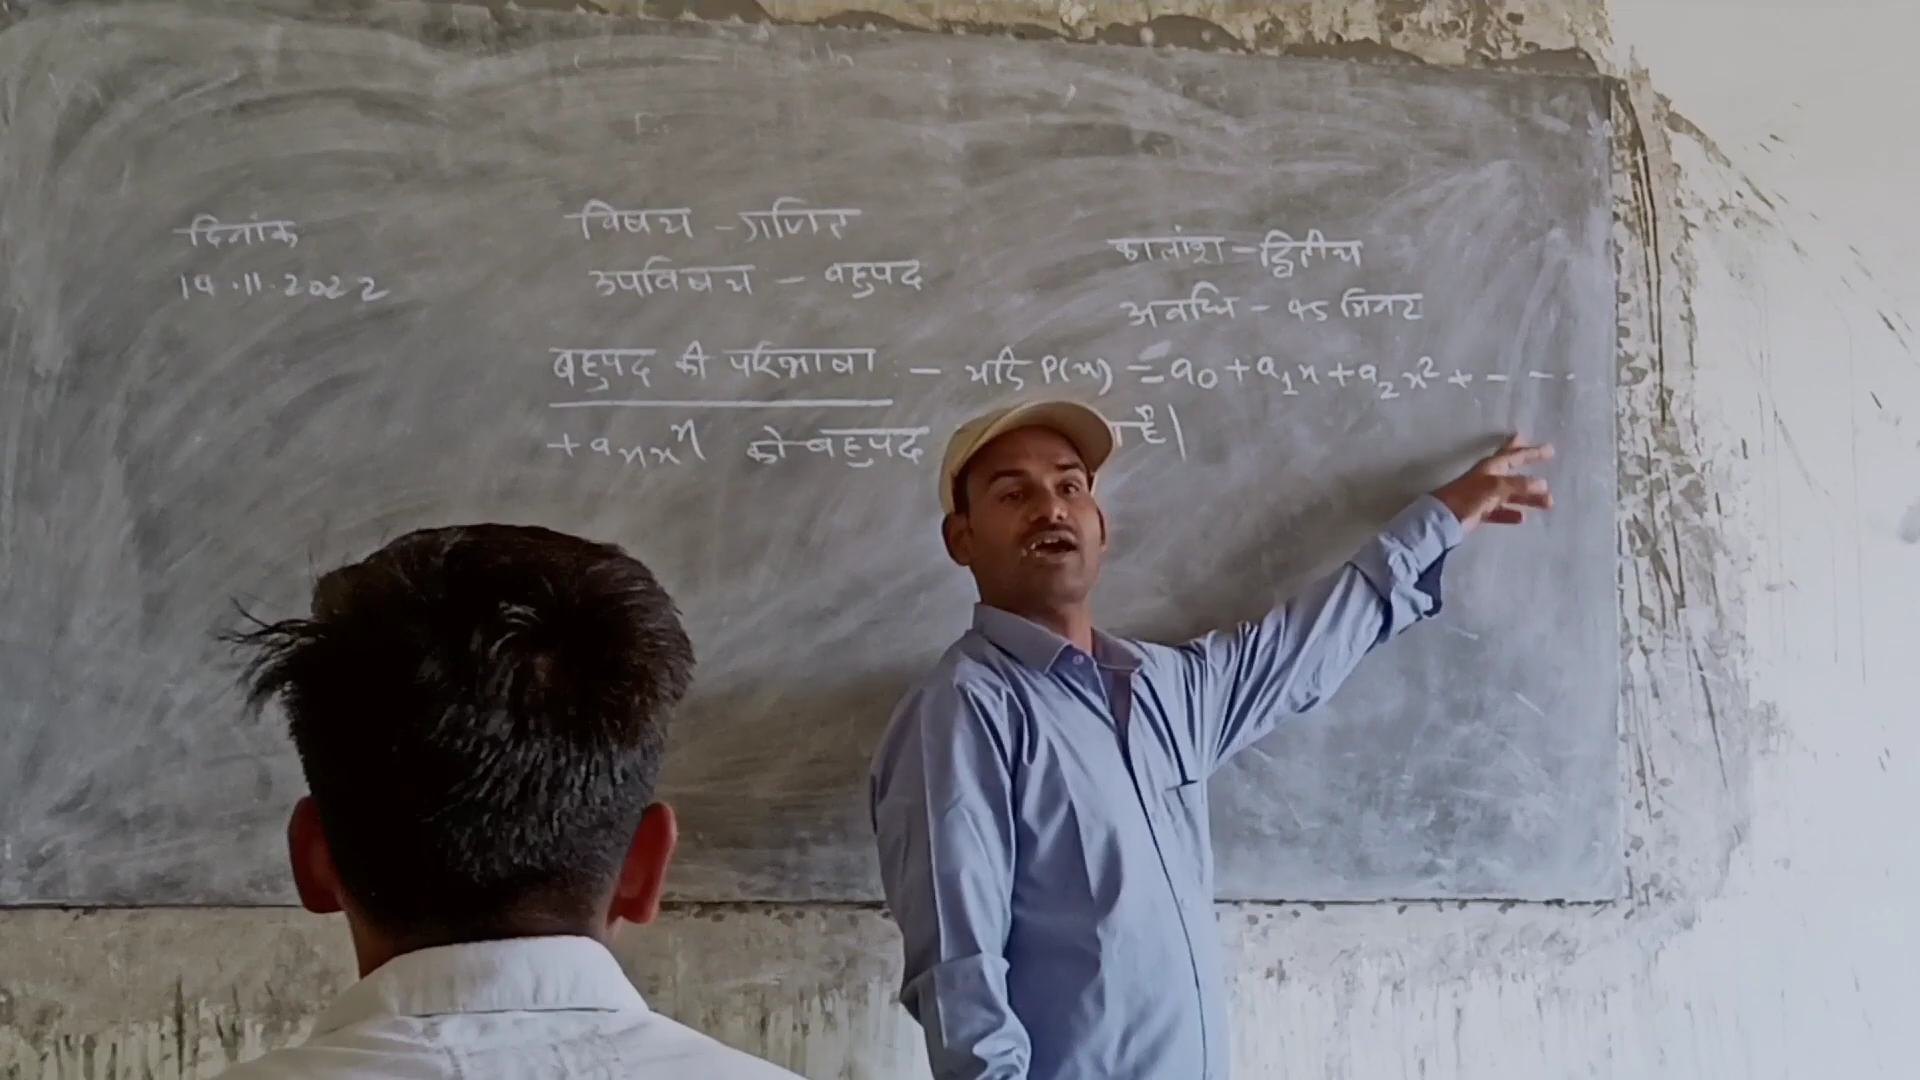 दिनांक
14.11.2022
विषय - गणित
उपविषय - बहुपद
कालांश - द्वितीय
अवधि - 45 मिनट
बहुपद की परिभाषा :- यदि P(x) = a₀ + a₁x + a₂x² + - - -
+ aₙxⁿ को बहुपद है।